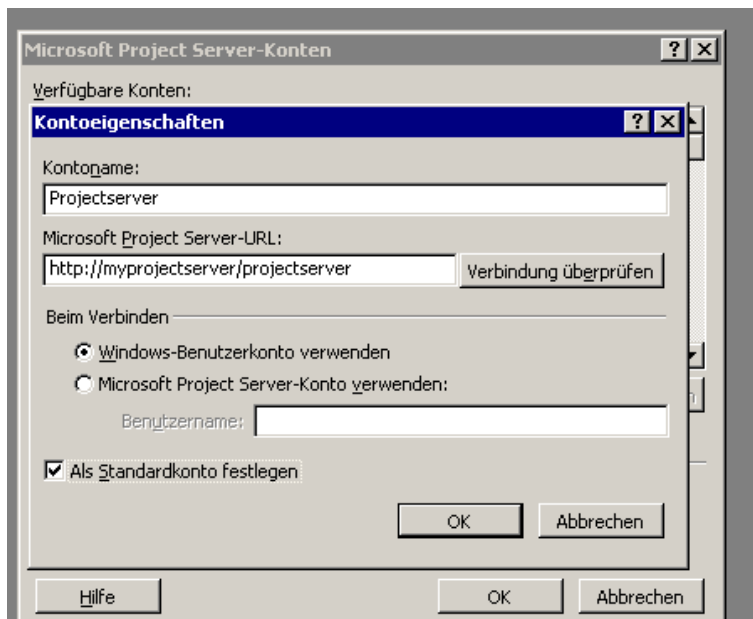 Microsoft Project Server-Konten
Verfügbare Konten:
Kontoeigenschaften
Kontoname:
Projectserver
Microsoft Project Server-URL:
http://myprojectserver/projectserver
Verbindung überprüfen
Beim Verbinden
Windows-Benutzerkonto verwenden
Microsoft Project Server-Konto verwenden:
Benutzername:
Als Standardkonto festlegen
OK Abbrechen
Hilfe OK Abbrechen